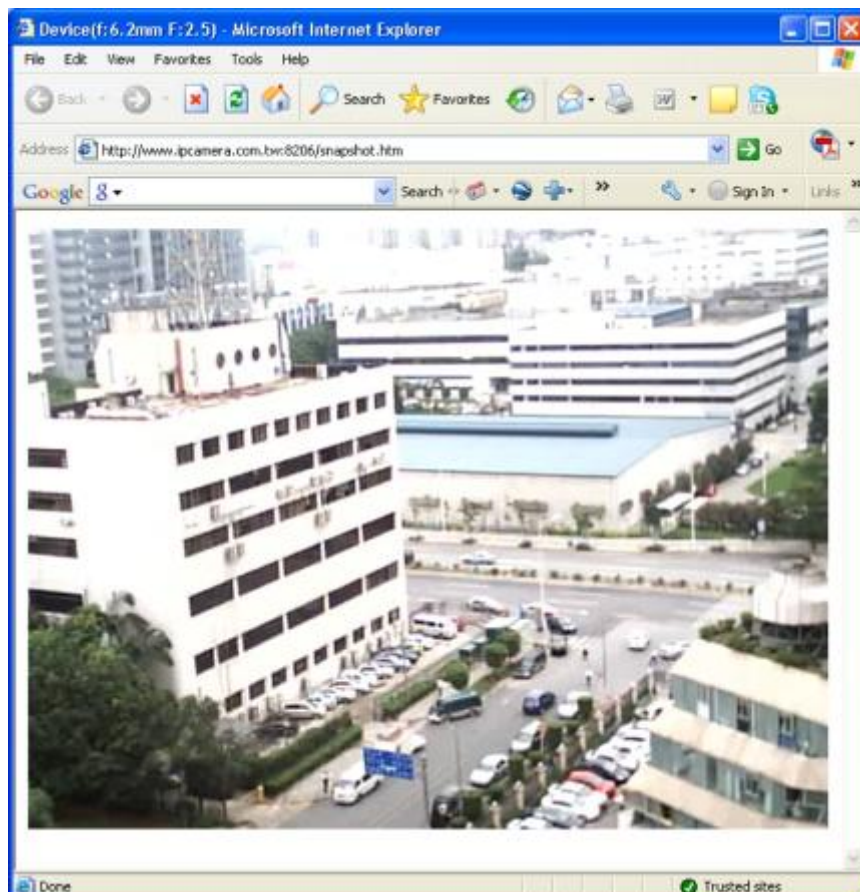 Device(f:6.2mm F:2.5) - Microsoft Internet Explorer
File Edit View Favorites Tools Help
Back Search Favorites W
Address http://www.ipcamera.com.tw:8206/snapshot.htm Go
Google g Search » Sign In Links »
Done Trusted sites